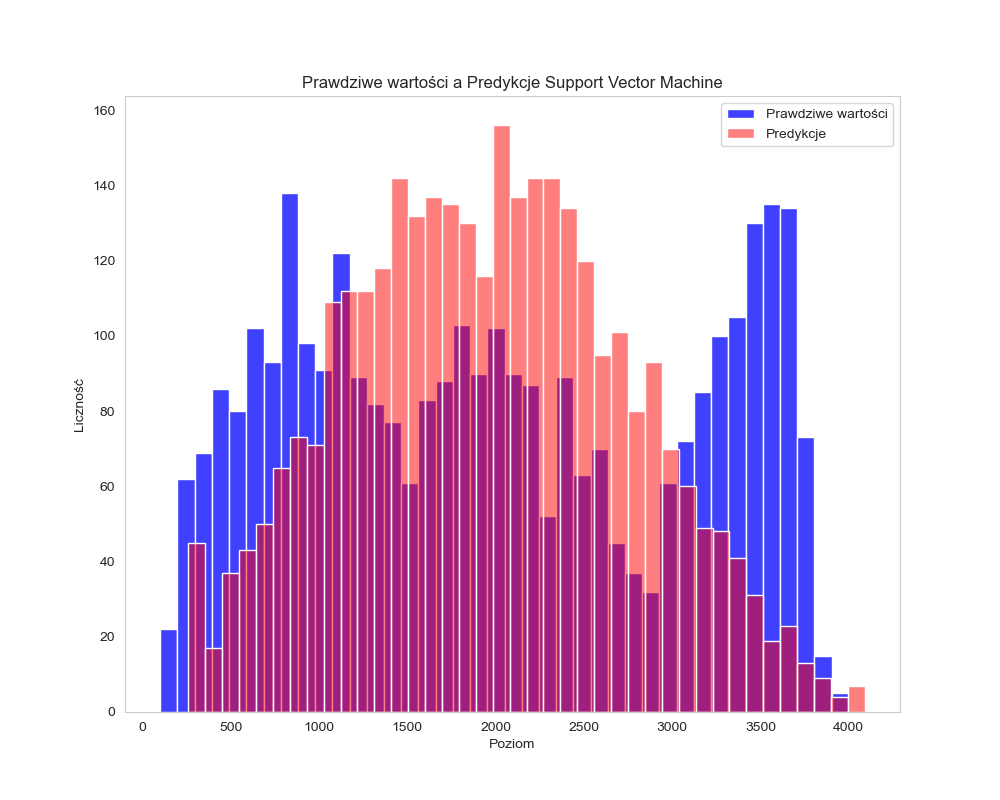 Prawdziwe wartości a Predykcje Support Vector Machine
Prawdziwe wartości
Predykcje
160
140
120
100
80
60
40
20
0
Liczność
0 500 1000 1500 2000 2500 3000 3500 4000
Poziom